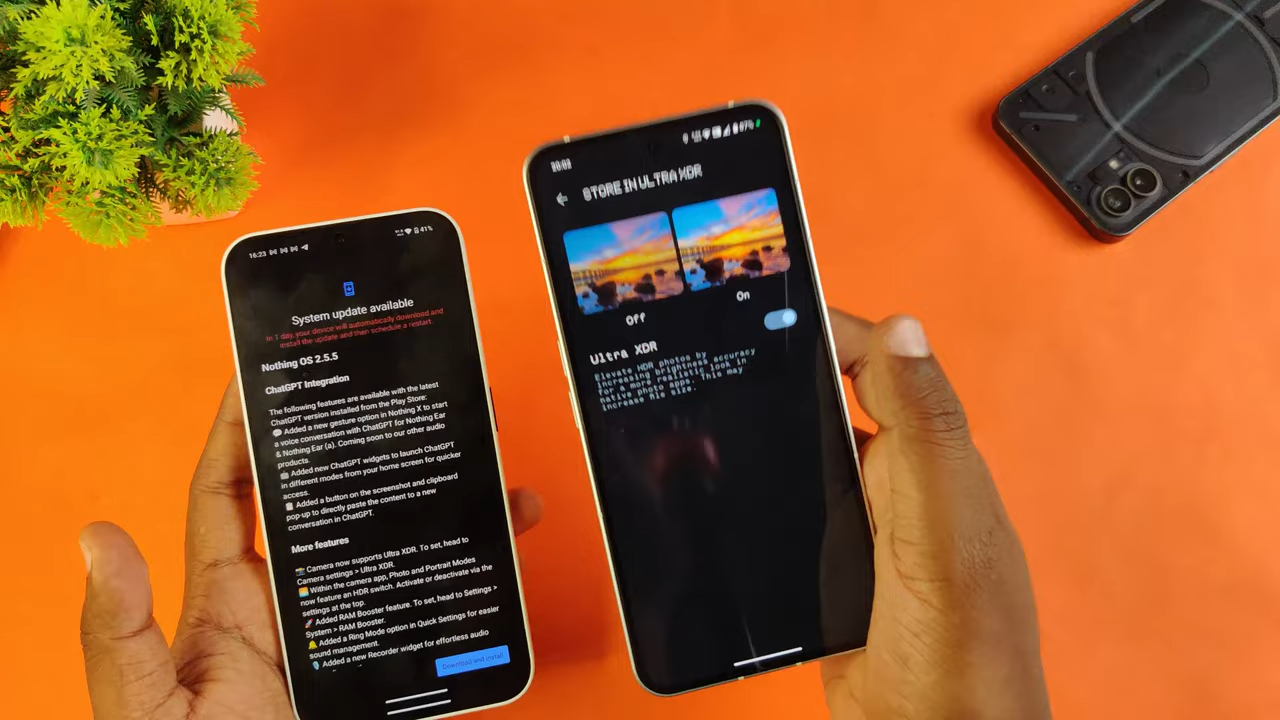 16:23
41%
System update available
In 1 day, your device will automatically download and
install the update and then schedule a restart.
Nothing OS 2.5.5
ChatGPT Integration
The following features are available with the latest
ChatGPT version installed from the Play Store:
💬 Added a new gesture option in Nothing X to start
a voice conversation with ChatGPT for Nothing Ear
& Nothing Ear (a). Coming soon to our other audio
products.
Added new ChatGPT widgets to launch ChatGPT
in different modes from your home screen for quicker
access.
📋 Added a button on the screenshot and clipboard
pop-up to directly paste the content to a new
conversation in ChatGPT.
More features
📸 Camera now supports Ultra XDR. To set, head to
Camera settings > Ultra XDR.
🌅 Within the camera app, Photo and Portrait Modes
now feature an HDR switch. Activate or deactivate via the
settings at the top.
🚀 Added RAM Booster feature. To set, head to Settings >
System > RAM Booster.
🔔 Added a Ring Mode option in Quick Settings for easier
sound management.
🗣 Added a new Recorder widget for effortless audio
Download and install
STORE IN ULTRA XDR
Off
On
Ultra XDR
Elevate HDR photos by
increasing brightness accuracy
for a more realistic look in
native photo apps. This may
increase file size.